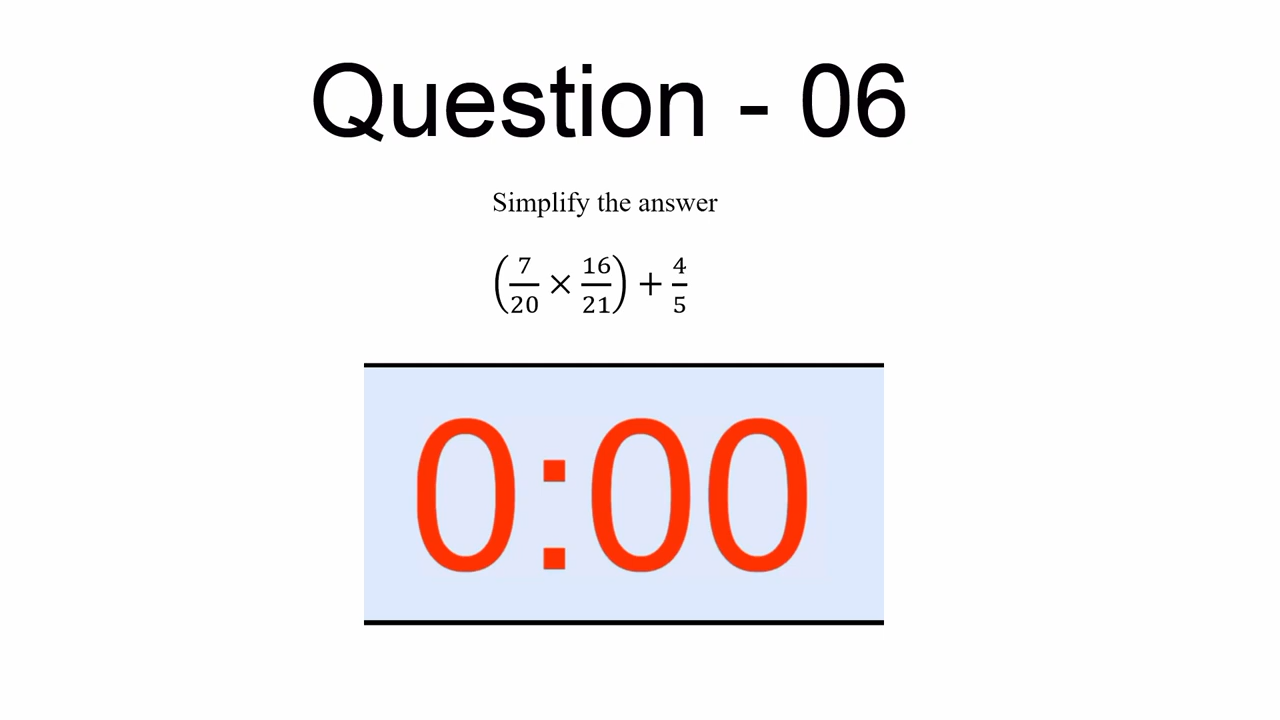 Question - 06
Simplify the answer
(7/20 × 16/21) + 4/5
0:00